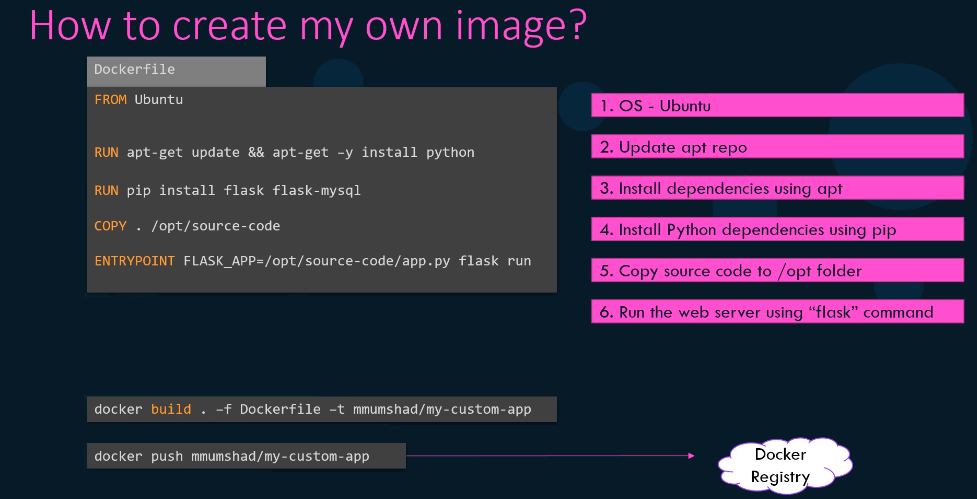 How to create my own image?
Dockerfile
FROM Ubuntu
RUN apt-get update && apt-get –y install python
RUN pip install flask flask-mysql
COPY . /opt/source-code
ENTRYPOINT FLASK_APP=/opt/source-code/app.py flask run
1. OS - Ubuntu
2. Update apt repo
3. Install dependencies using apt
4. Install Python dependencies using pip
5. Copy source code to /opt folder
6. Run the web server using “flask” command
docker build . –f Dockerfile –t mmumshad/my-custom-app
docker push mmumshad/my-custom-app
Docker
Registry